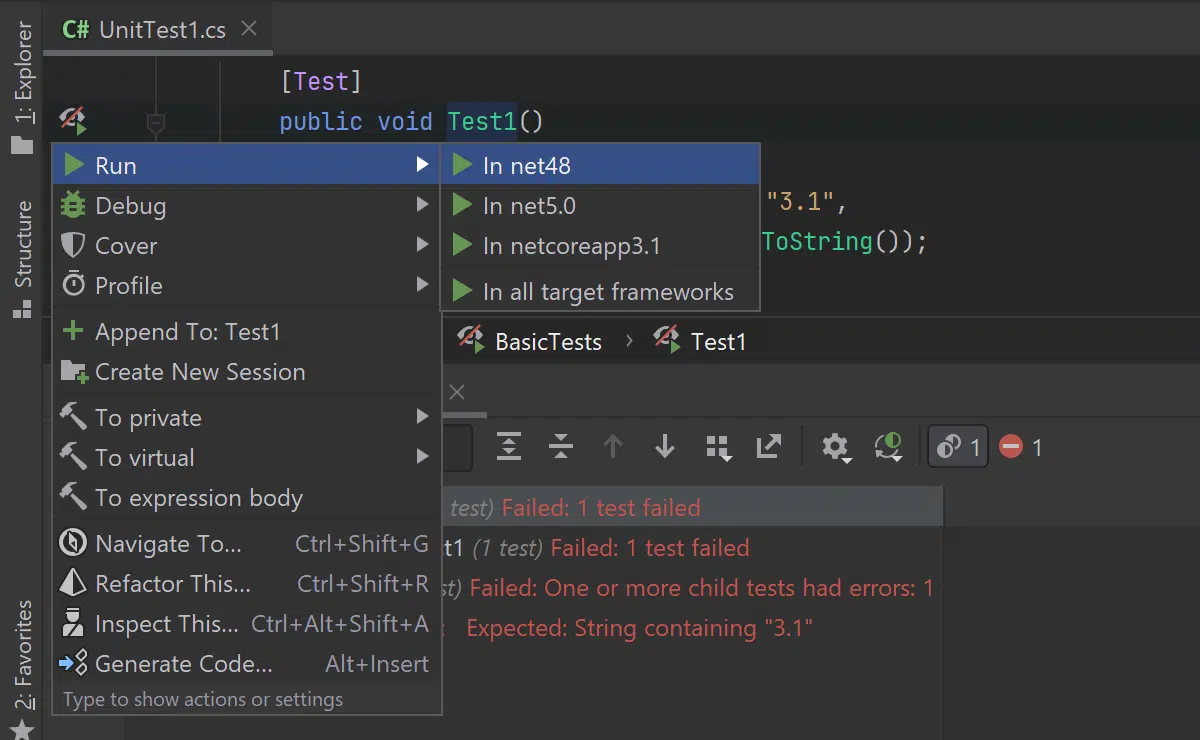 C# UnitTest1.cs
1: Explorer
Structure
2: Favorites
[Test]
public void Test1()
"3.1",
ToString());
Run
Debug
Cover
Profile
Append To: Test1
Create New Session
To private
To virtual
To expression body
Navigate To... Ctrl+Shift+G
Refactor This... Ctrl+Shift+R
Inspect This... Ctrl+Alt+Shift+A
Generate Code... Alt+Insert
Type to show actions or settings
In net48
In net5.0
In netcoreapp3.1
In all target frameworks
BasicTests › Test1
1 1
test) Failed: 1 test failed
t1 (1 test) Failed: 1 test failed
st) Failed: One or more child tests had errors: 1
: Expected: String containing "3.1"